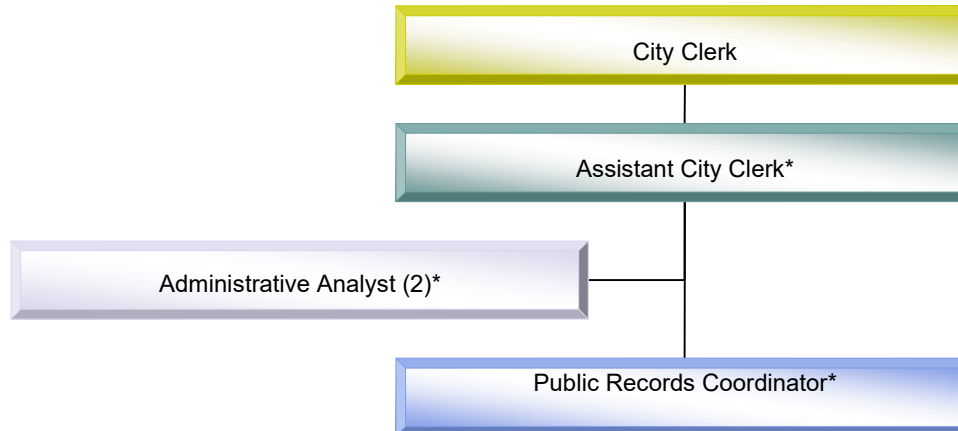 City Clerk
Assistant City Clerk*
Administrative Analyst (2)*
Public Records Coordinator*